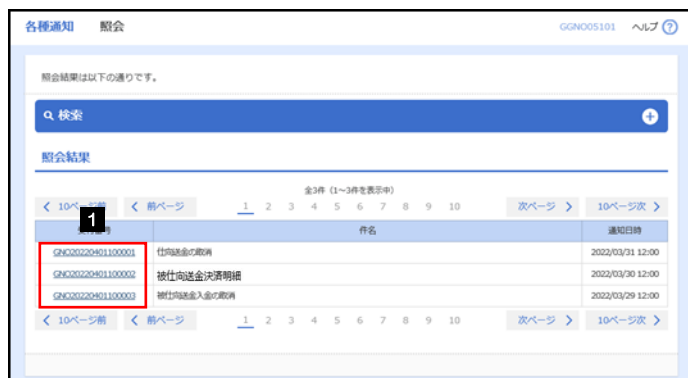 各種通知 照会 GGNO05101 ヘルプ ?
照会結果は以下の通りです。
検索
照会結果
全3件（1～3件を表示中）
10ページ前 前ページ 1 2 3 4 5 6 7 8 9 10 次ページ 10ページ次
1
件名 通知日時
GNO20220401100001 仕向送金の取消 2022/03/31 12:00
GNO20220401100002 被仕向送金決済明細 2022/03/30 12:00
GNO20220401100003 被仕向送金入金の取消 2022/03/29 12:00
10ページ前 前ページ 1 2 3 4 5 6 7 8 9 10 次ページ 10ページ次